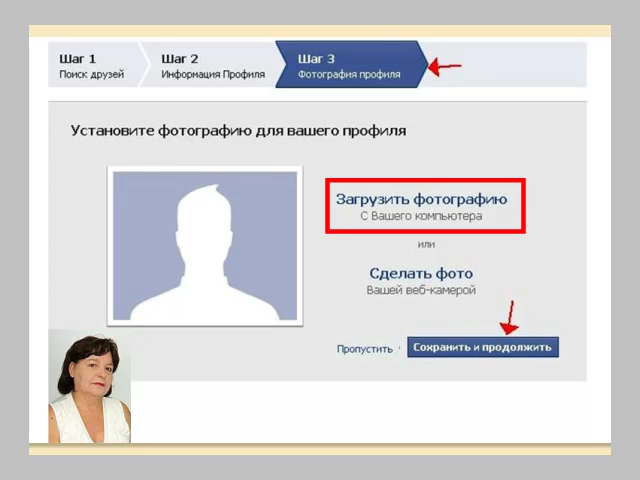 Шаг 1
Поиск друзей
Шаг 2
Информация Профиля
Шаг 3
Фотография профиля
Установите фотографию для вашего профиля
Загрузить фотографию
С Вашего компьютера
или
Сделать фото
Вашей веб-камерой
Пропустить · Сохранить и продолжить